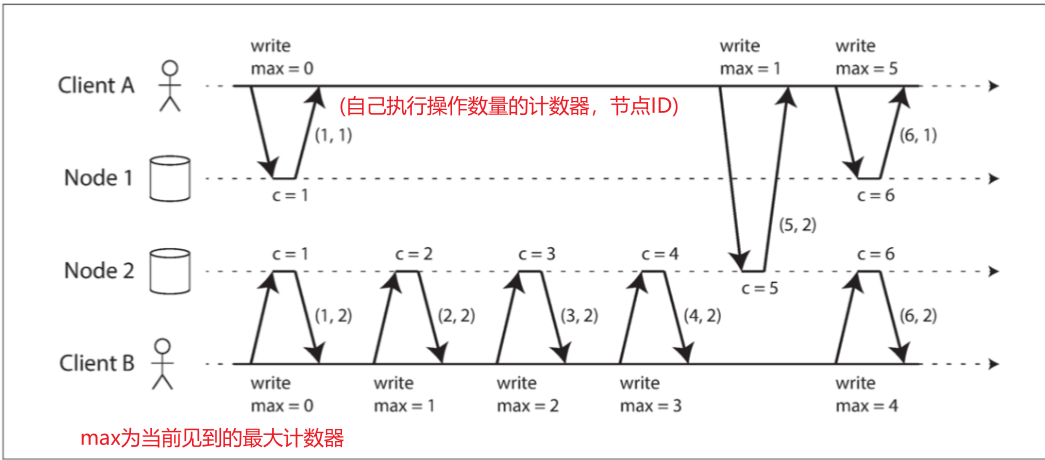 write
max = 0
write
max = 1
write
max = 5
Client A
(自己执行操作数量的计数器，节点ID)
(1, 1)
(6, 1)
Node 1
c = 1
c = 6
(5, 2)
c = 1
c = 2
c = 3
c = 4
c = 6
Node 2
c = 5
(1, 2)
(2, 2)
(3, 2)
(4, 2)
(6, 2)
Client B
write
max = 0
write
max = 1
write
max = 2
write
max = 3
write
max = 4
max为当前见到的最大计数器